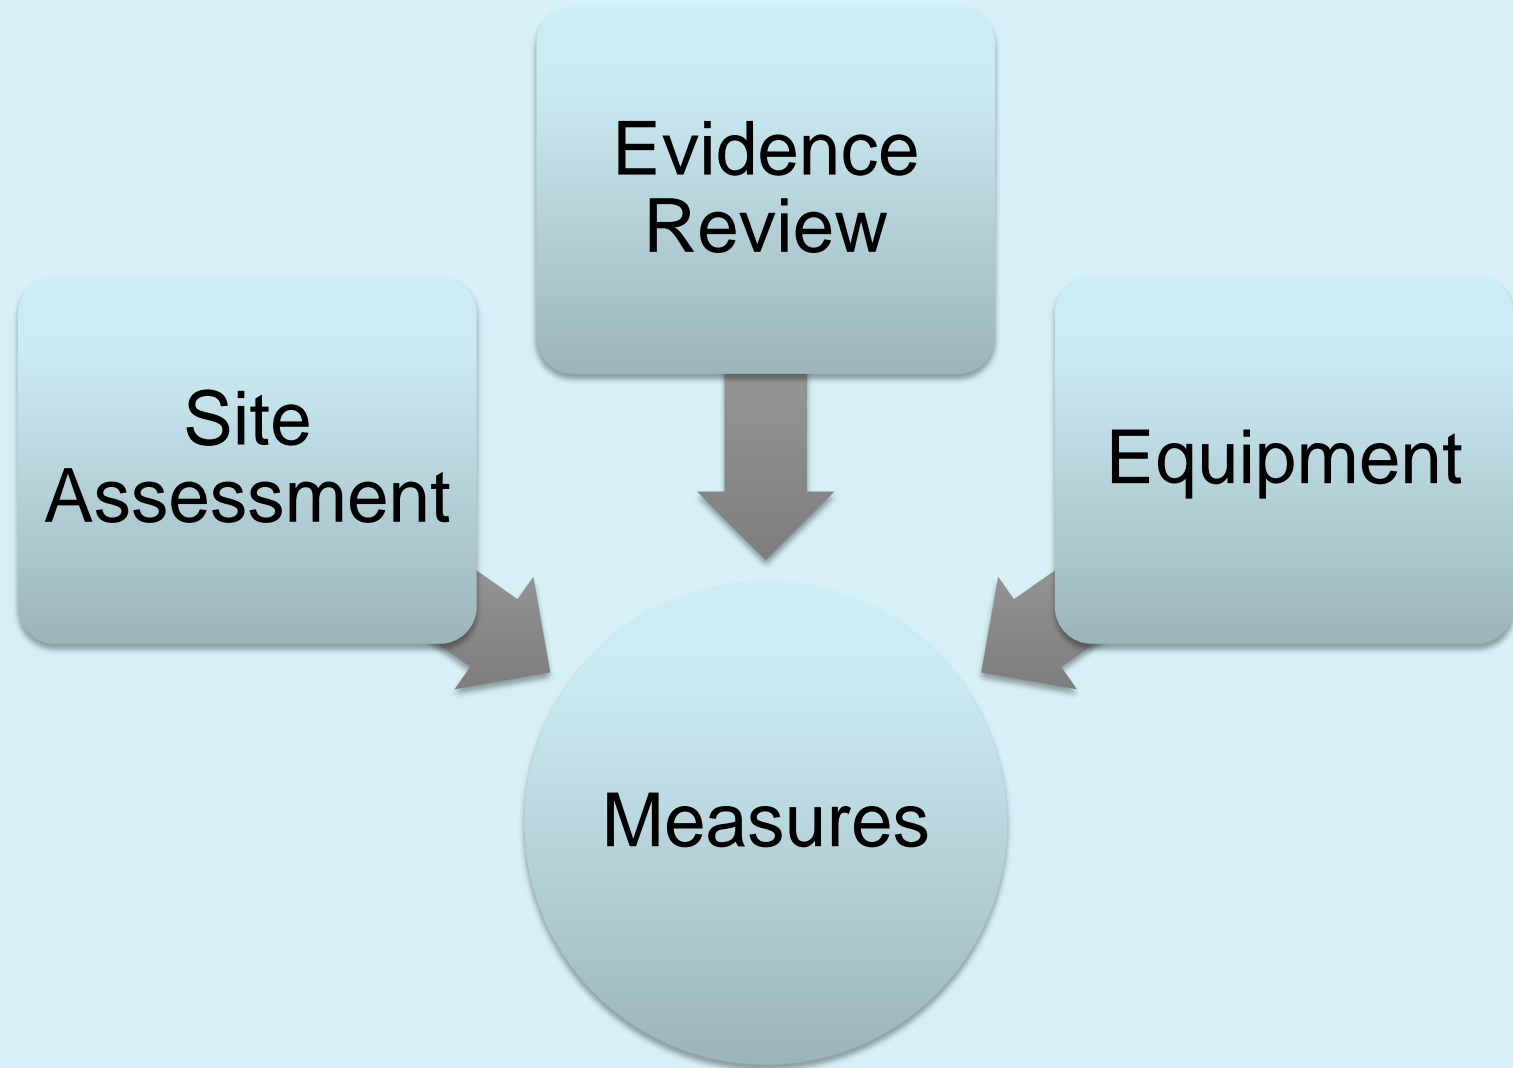 Evidence
Review
Site
Assessment
Equipment
Measures